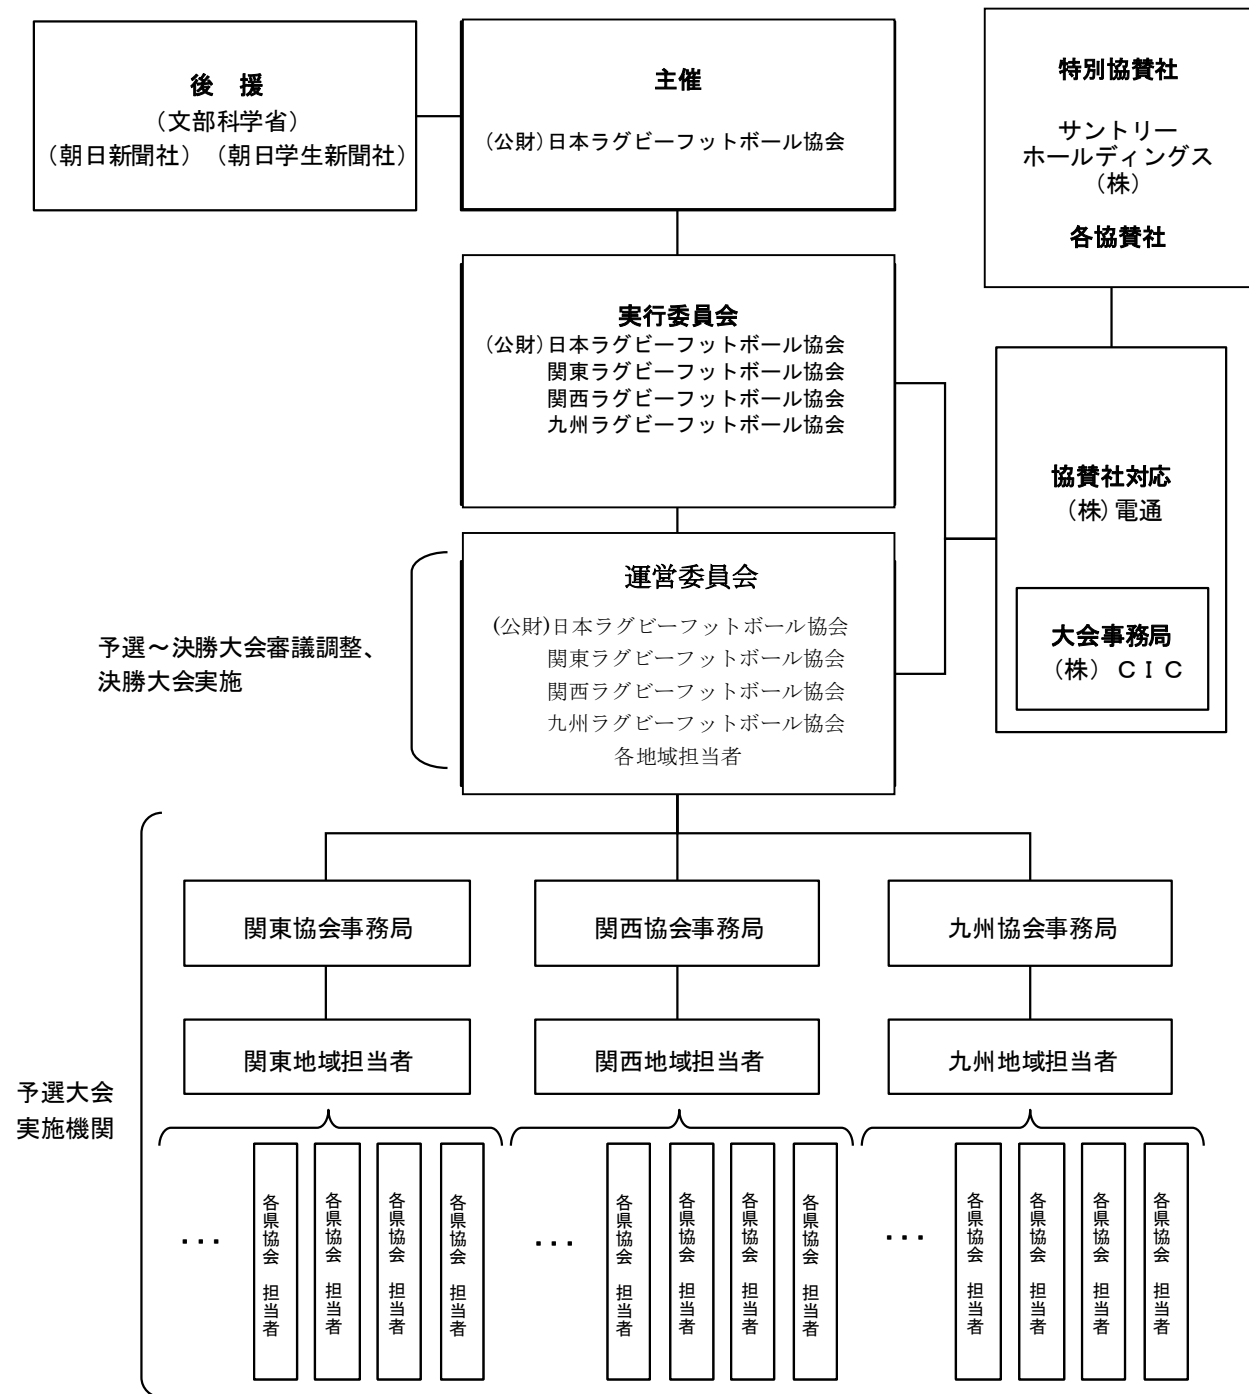 後　援
（文部科学省）
（朝日新聞社）（朝日学生新聞社）
主催
（公財）日本ラグビーフットボール協会
特別協賛社
サントリー
ホールディングス
（株）
各協賛社
実行委員会
（公財）日本ラグビーフットボール協会
関東ラグビーフットボール協会
関西ラグビーフットボール協会
九州ラグビーフットボール協会
協賛社対応
（株）電通
大会事務局
（株）ＣＩＣ
予選～決勝大会審議調整、
決勝大会実施
運営委員会
(公財)日本ラグビーフットボール協会
関東ラグビーフットボール協会
関西ラグビーフットボール協会
九州ラグビーフットボール協会
各地域担当者
予選大会
実施機関
関東協会事務局
関西協会事務局
九州協会事務局
関東地域担当者
関西地域担当者
九州地域担当者
･･･
各県協会　担当者
各県協会　担当者
各県協会　担当者
各県協会　担当者
･･･
各県協会　担当者
各県協会　担当者
各県協会　担当者
各県協会　担当者
･･･
各県協会　担当者
各県協会　担当者
各県協会　担当者
各県協会　担当者